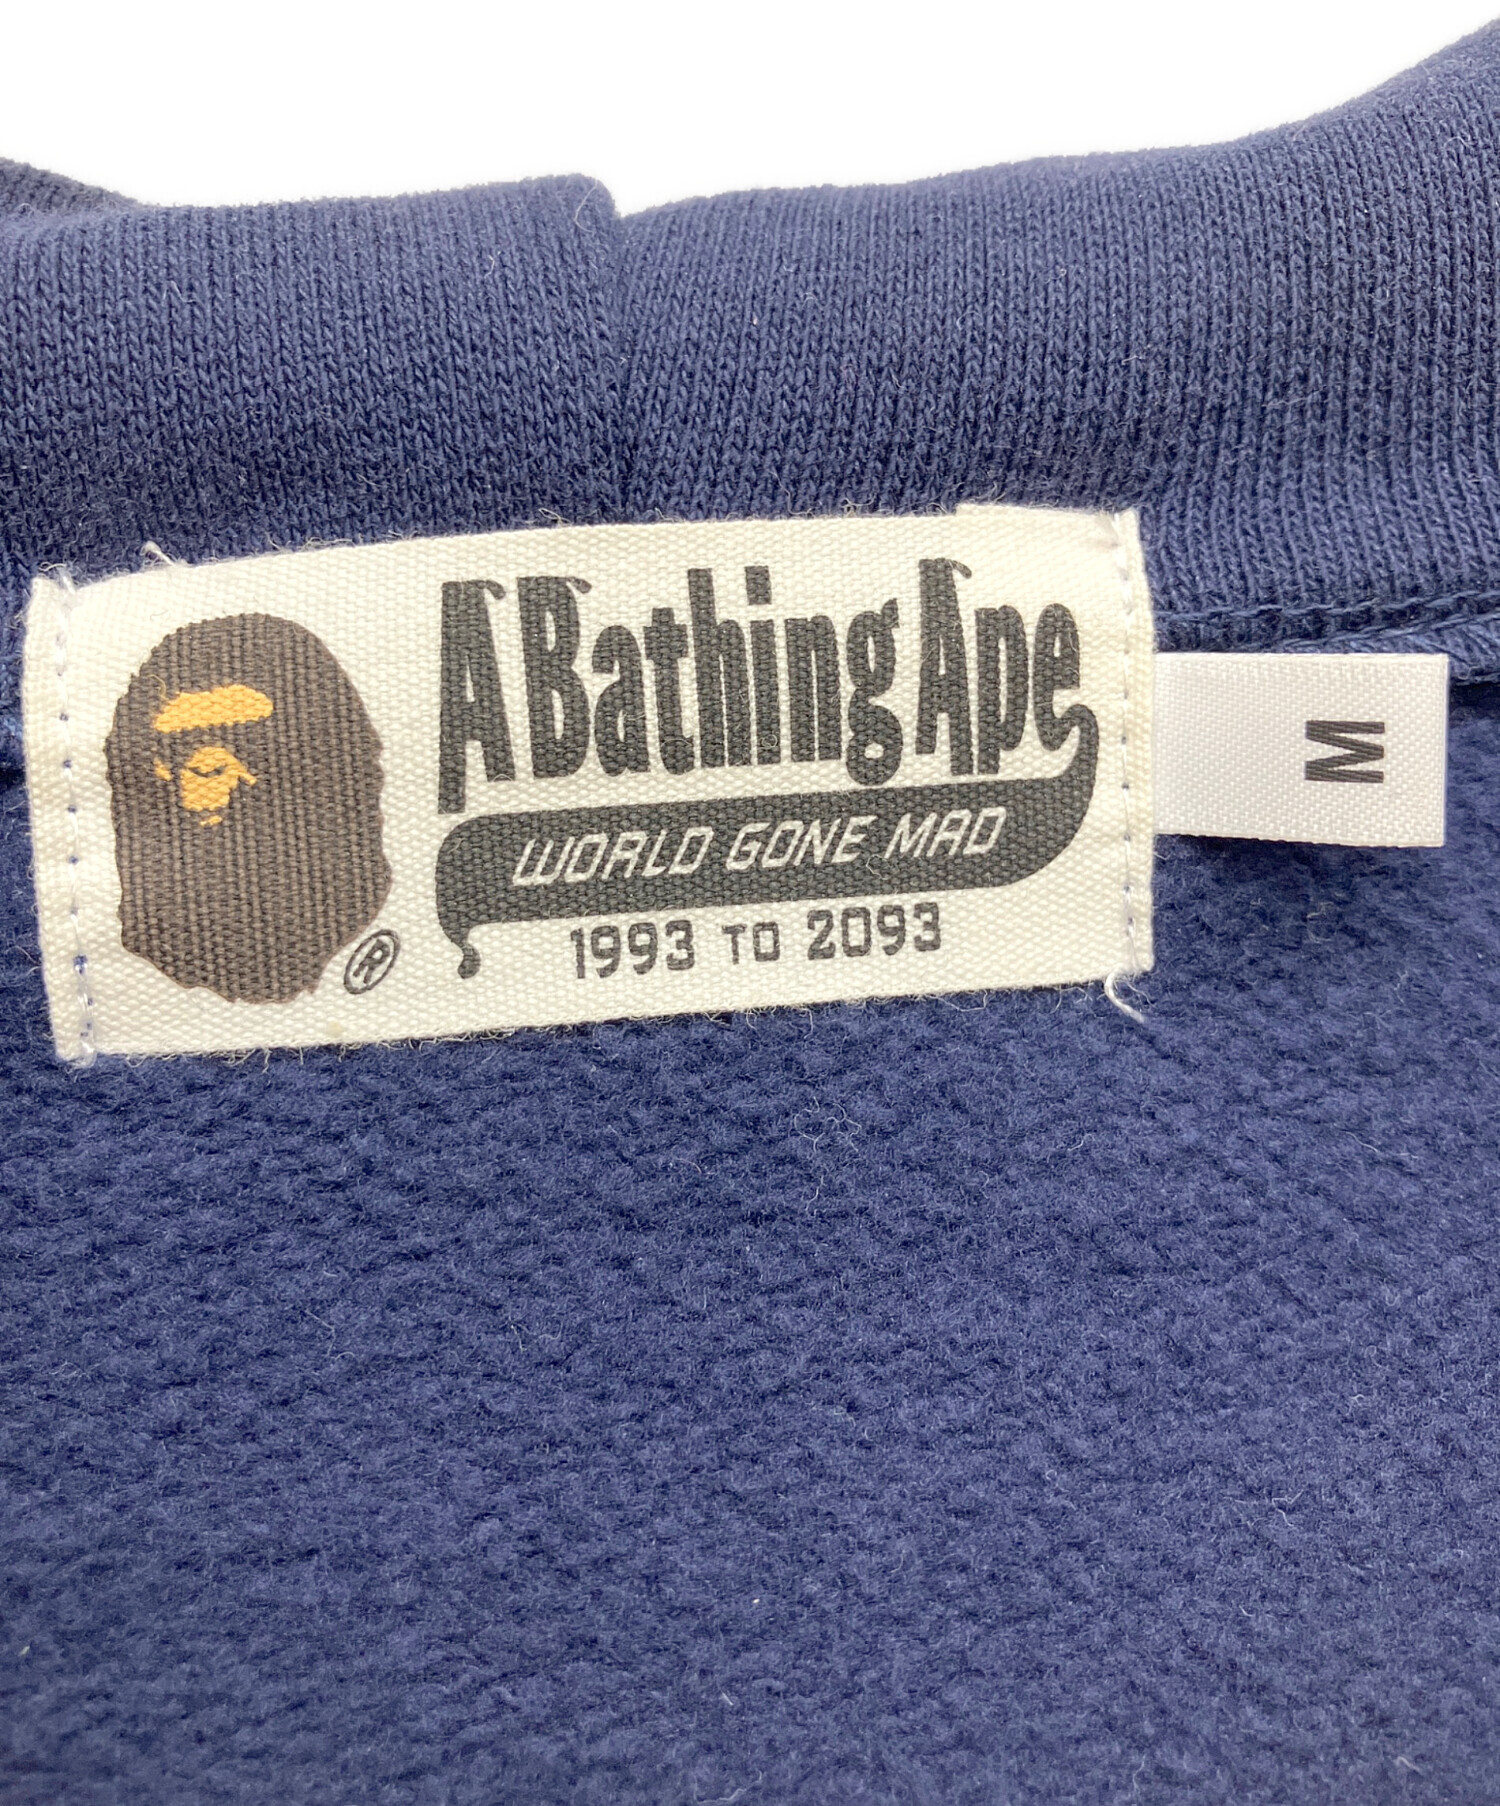 A Bathing Ape
WORLD GONE MAD
1993 TO 2093
®
M